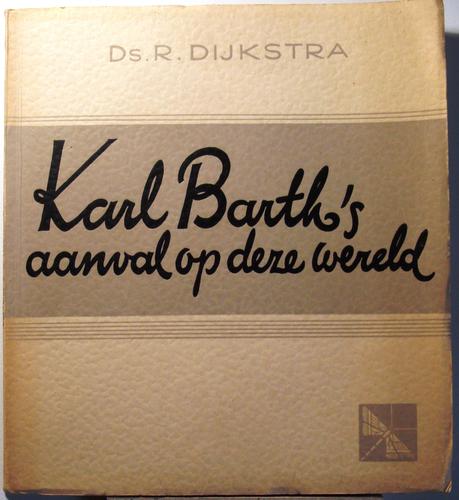 Ds. R. DIJKSTRA
Karl Barth's
aanval op deze wereld